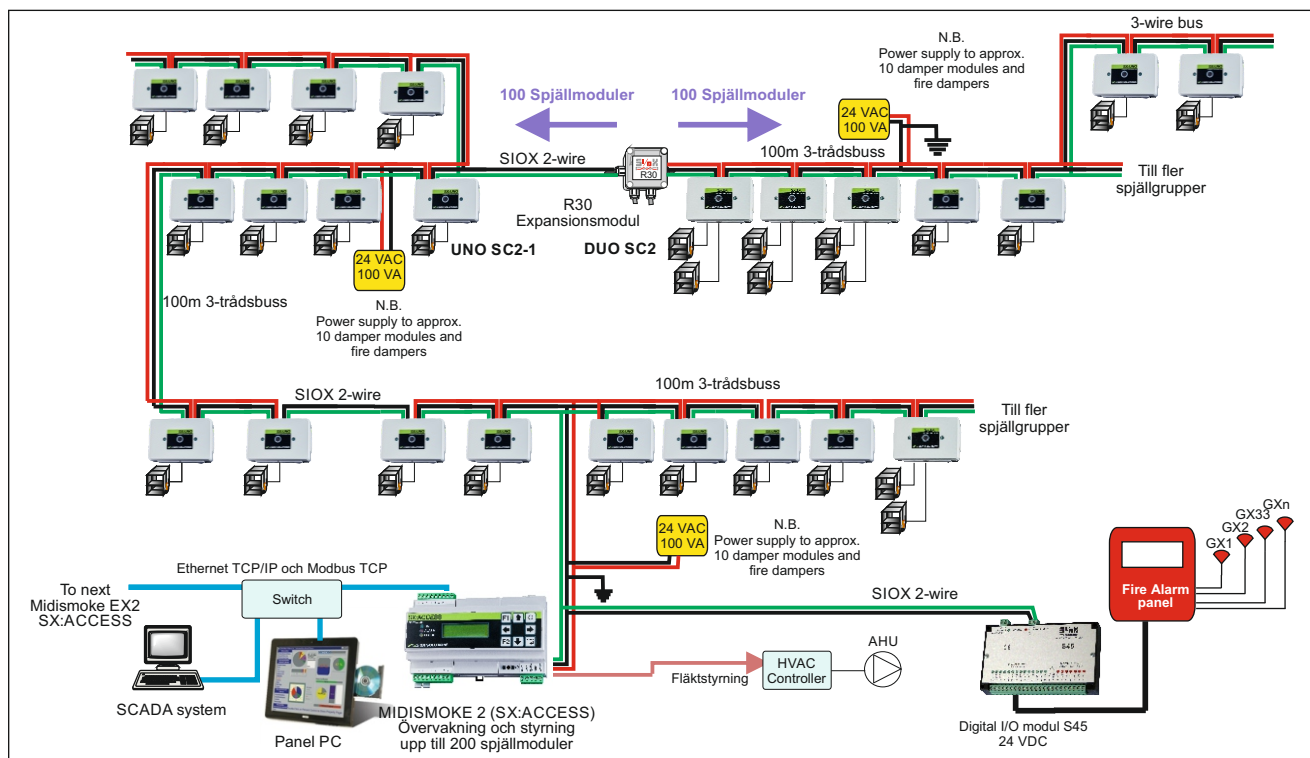 3-wire bus
N.B.
Power supply to approx.
10 damper modules and
fire dampers
100 Spjällmoduler
100 Spjällmoduler
24 VAC
100 VA
SIOX 2-wire
100m 3-trådsbuss
R30
Till fler
spjällgrupper
R30
Expansionsmodul
UNO SC2-1
DUO SC2
24 VAC
100 VA
100m 3-trådsbuss
N.B.
Power supply to approx.
10 damper modules and
fire dampers
SIOX 2-wire
100m 3-trådsbuss
Till fler
spjällgrupper
24 VAC
100 VA
N.B.
Power supply to approx.
10 damper modules and
fire dampers
GXn
GX33
GX2
GX1
Ethernet TCP/IP och Modbus TCP
To next
Midismoke EX2
SX:ACCESS
Switch
SX:ACCESS
F1
F2
SIOX 2-wire
Fire Alarm
panel
S45
AHU
Fläktstyrning
HVAC
Controller
SCADA system
Panel PC
MIDISMOKE 2 (SX:ACCESS)
Övervakning och styrning
upp till 200 spjällmoduler
Digital I/O modul S45
24 VDC